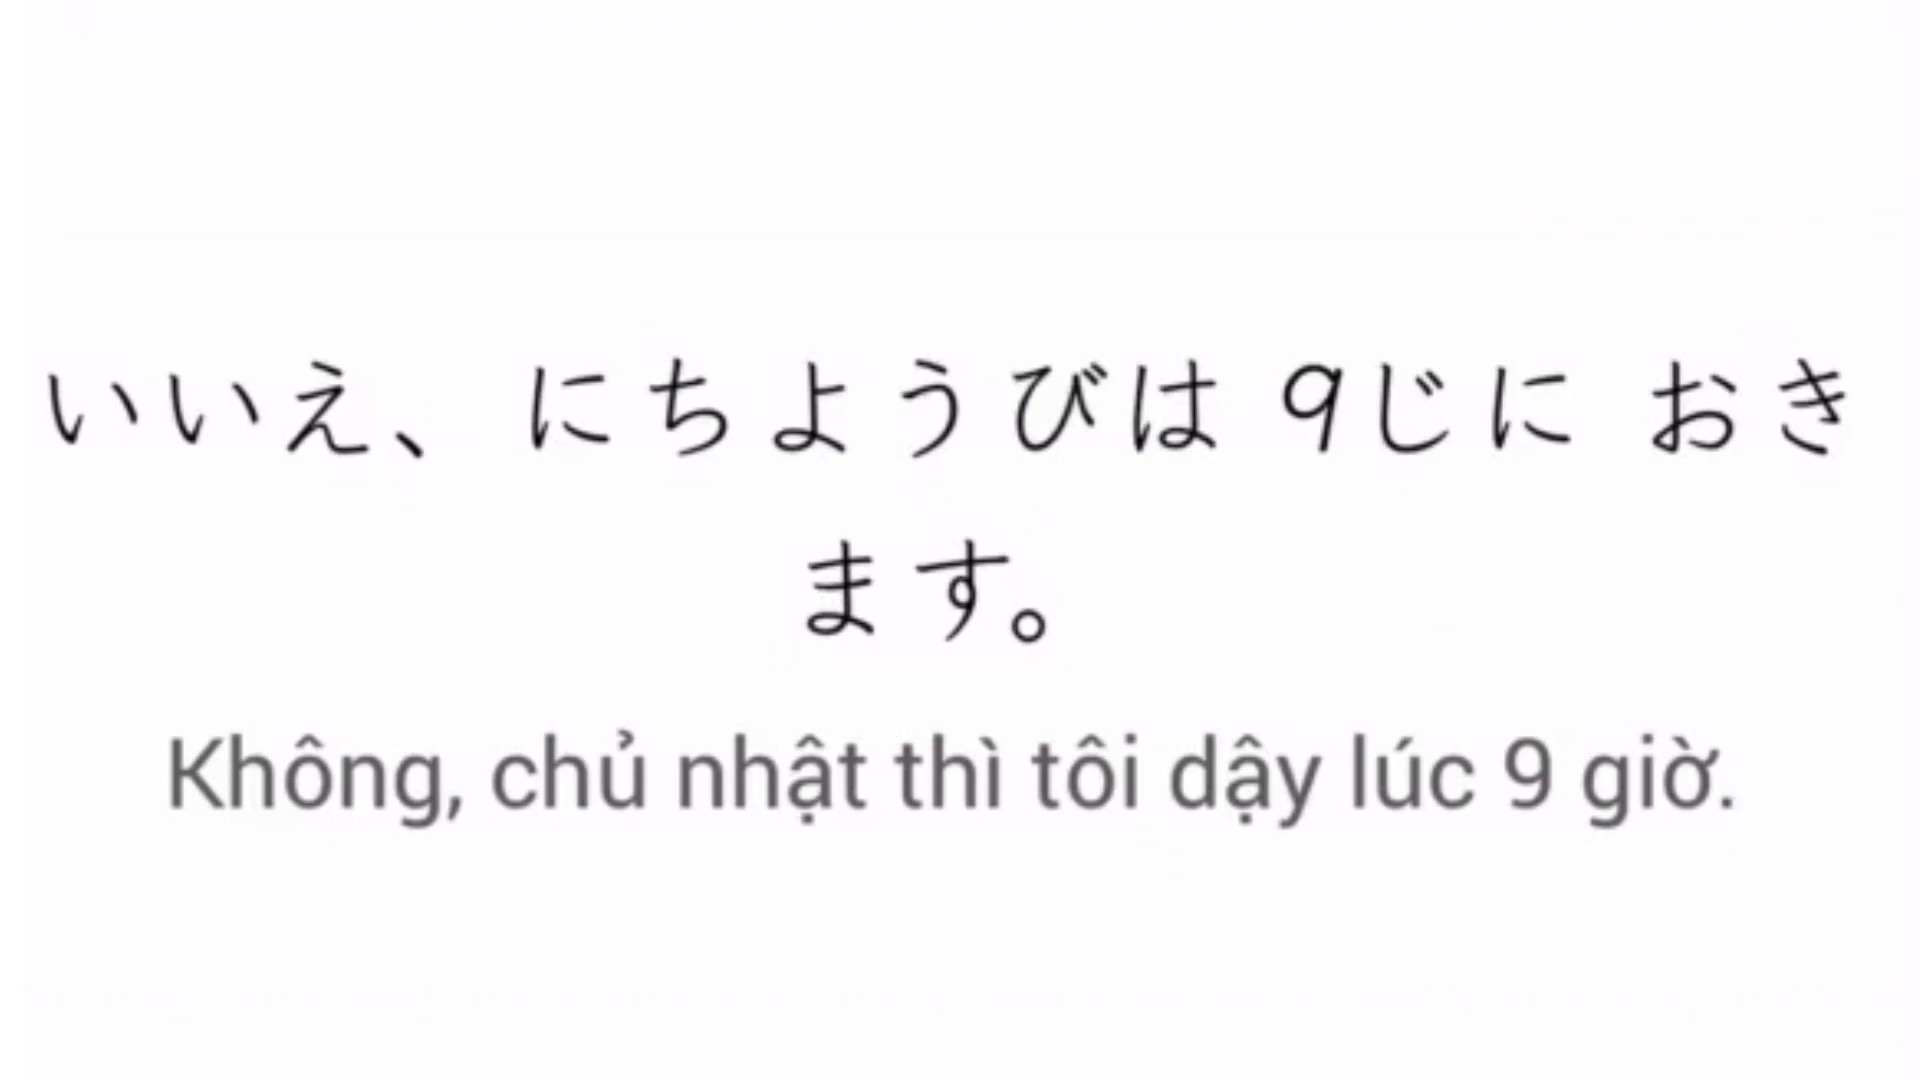 いいえ、 にちようびは 9じに おき
ます。
Không, chủ nhật thì tôi dậy lúc 9 giờ.